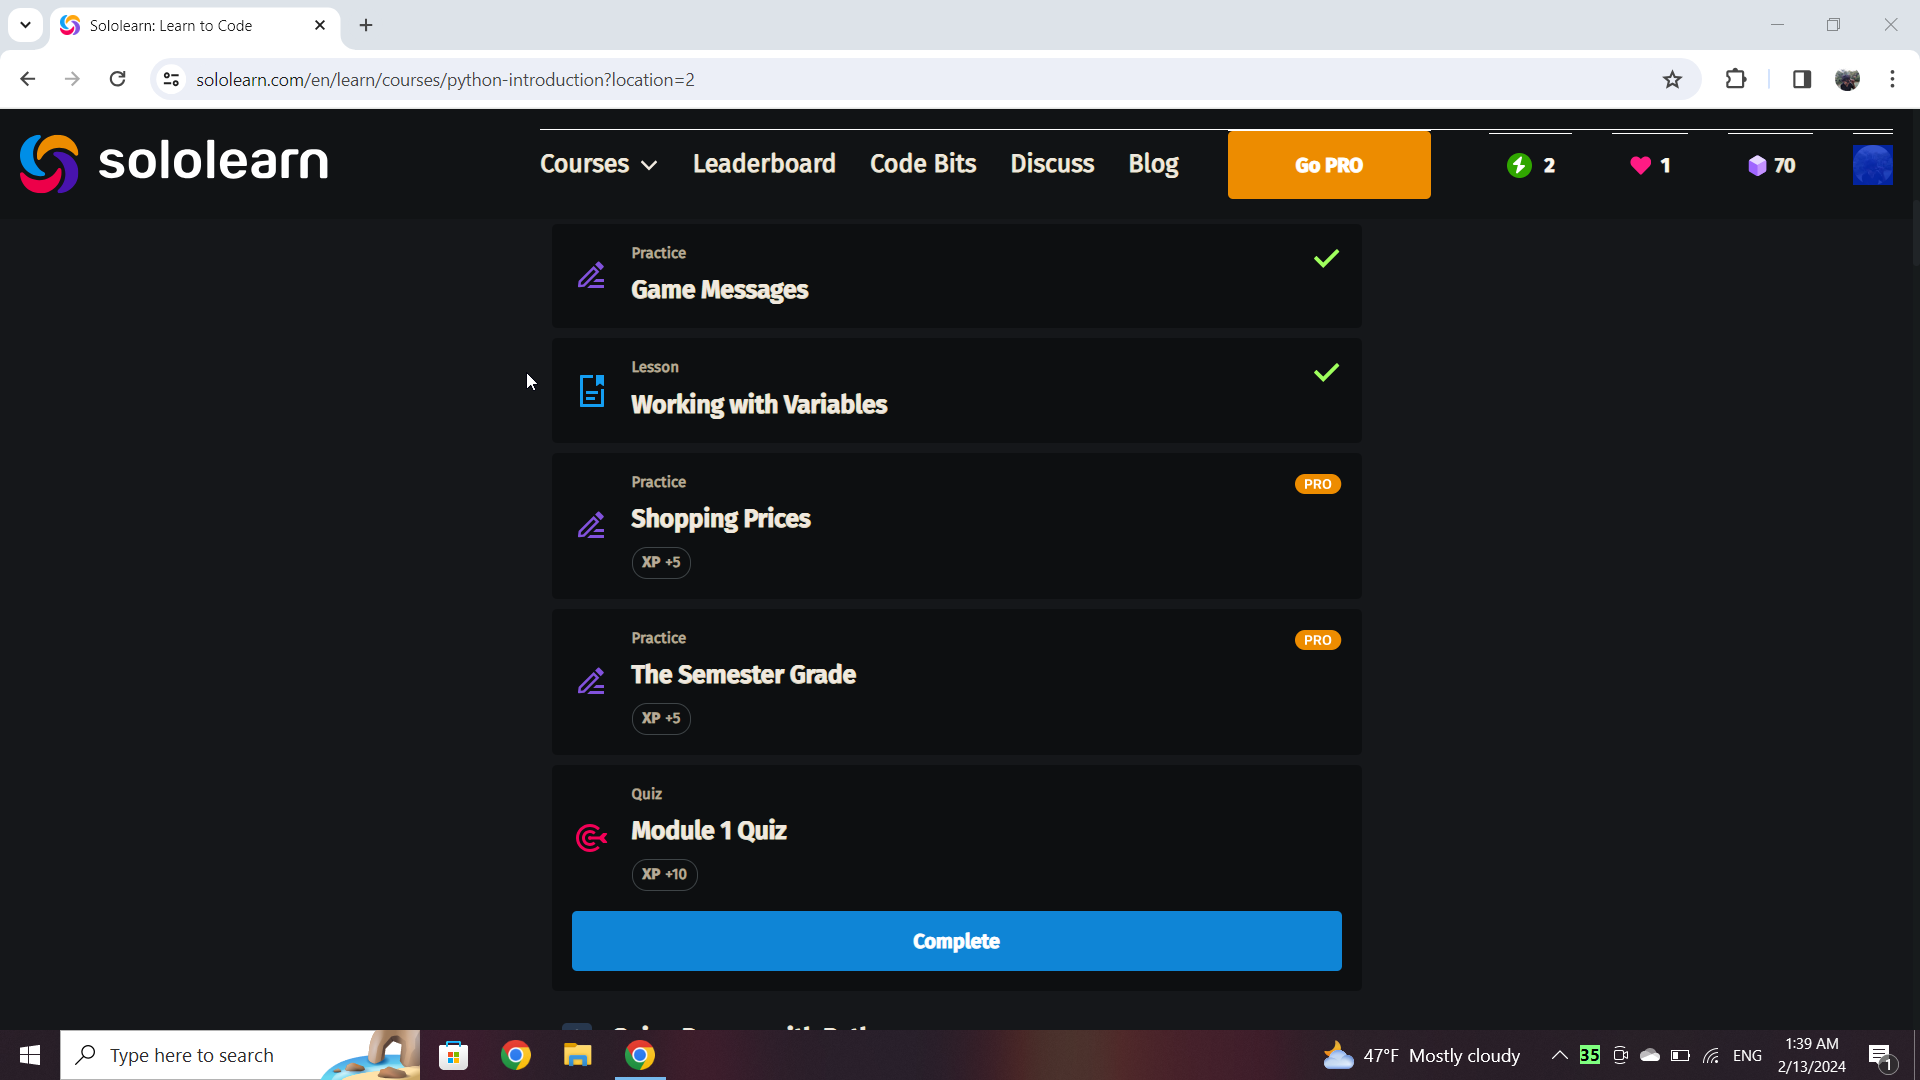 Sololearn: Learn to Code
sololearn.com/en/learn/courses/python-introduction?location=2
sololearn
Courses Leaderboard Code Bits Discuss Blog Go PRO 2 1 70
Practice
Game Messages
Lesson
Working with Variables
Practice
PRO
Shopping Prices
XP +5
Practice
PRO
The Semester Grade
XP +5
Quiz
Module 1 Quiz
XP +10
Complete
Type here to search
47°F Mostly cloudy
35
ENG
1:39 AM
2/13/2024
1